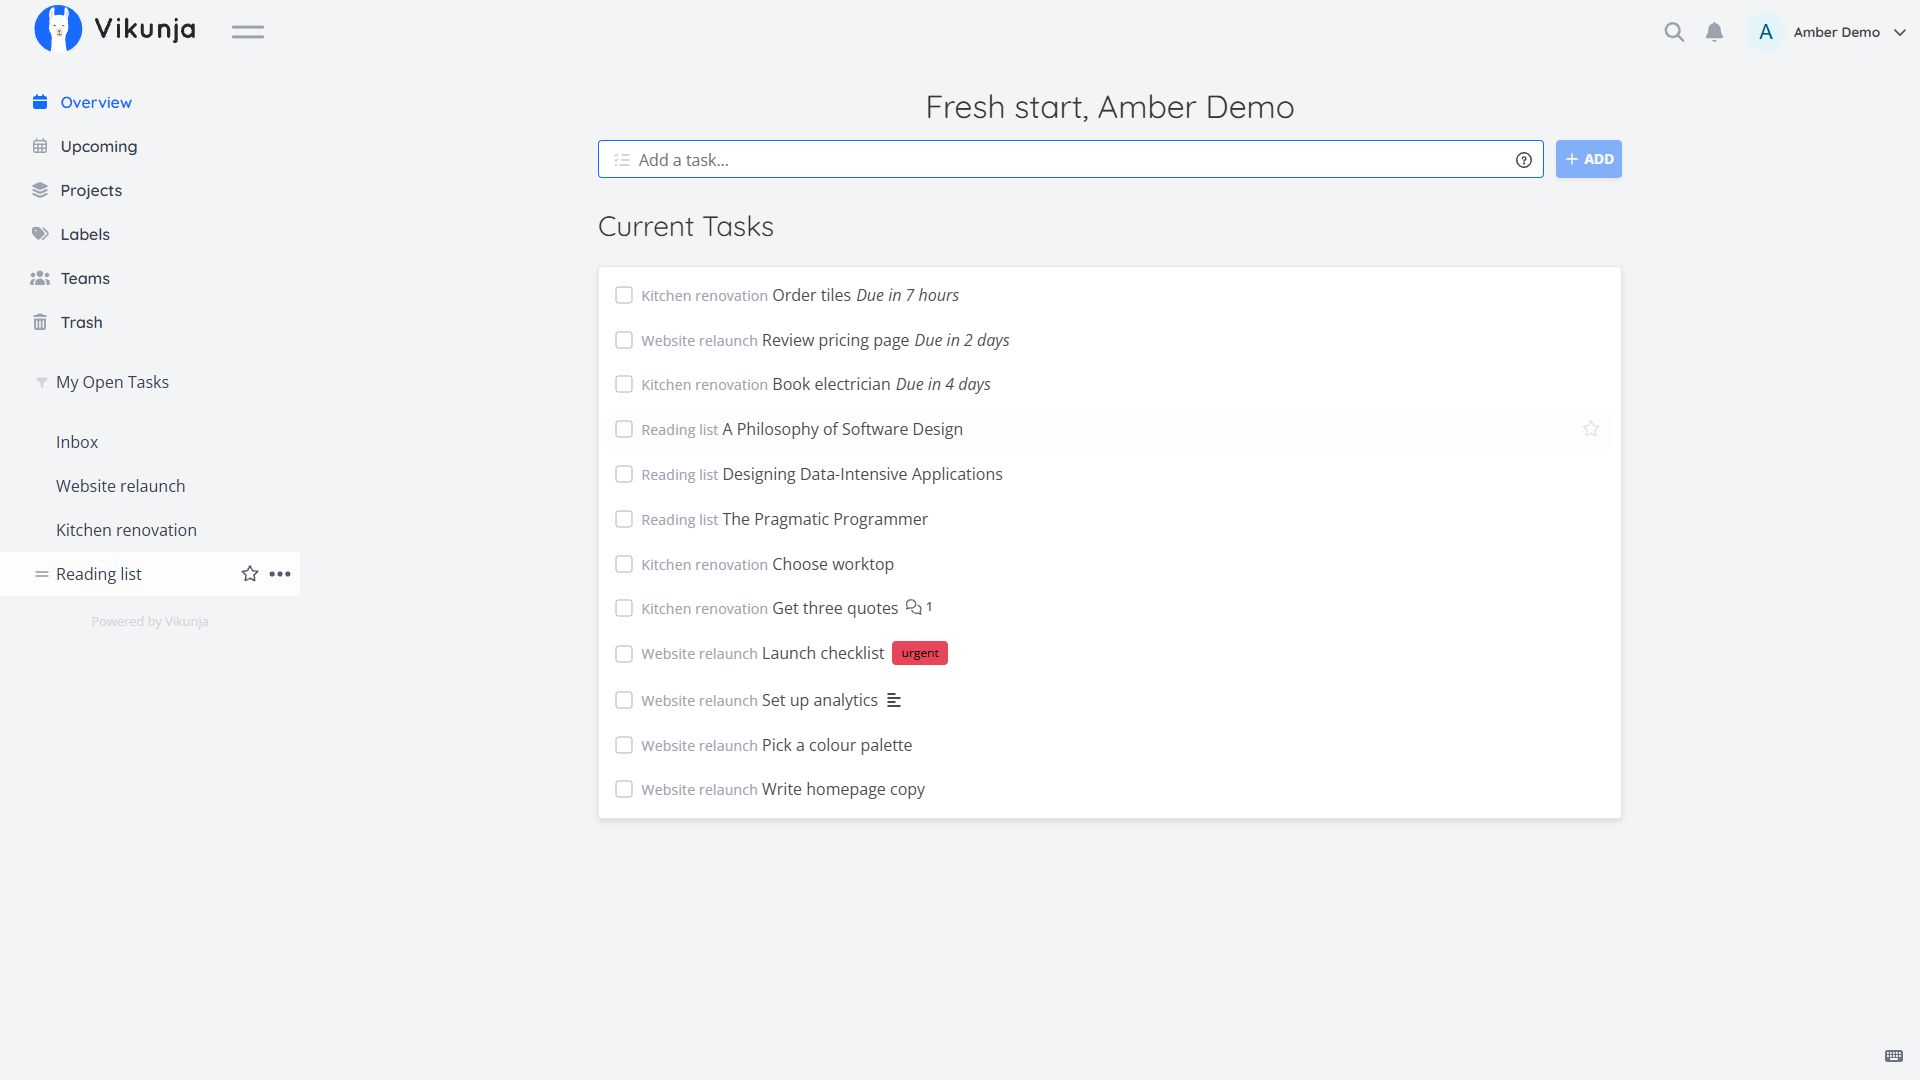 Vikunja
A Amber Demo
Overview
Upcoming
Projects
Labels
Teams
Trash
My Open Tasks
Inbox
Website relaunch
Kitchen renovation
Reading list
Powered by Vikunja
Fresh start, Amber Demo
Add a task...
+ ADD
Current Tasks
Kitchen renovation Order tiles Due in 7 hours
Website relaunch Review pricing page Due in 2 days
Kitchen renovation Book electrician Due in 4 days
Reading list A Philosophy of Software Design
Reading list Designing Data-Intensive Applications
Reading list The Pragmatic Programmer
Kitchen renovation Choose worktop
Kitchen renovation Get three quotes 1
Website relaunch Launch checklist urgent
Website relaunch Set up analytics
Website relaunch Pick a colour palette
Website relaunch Write homepage copy